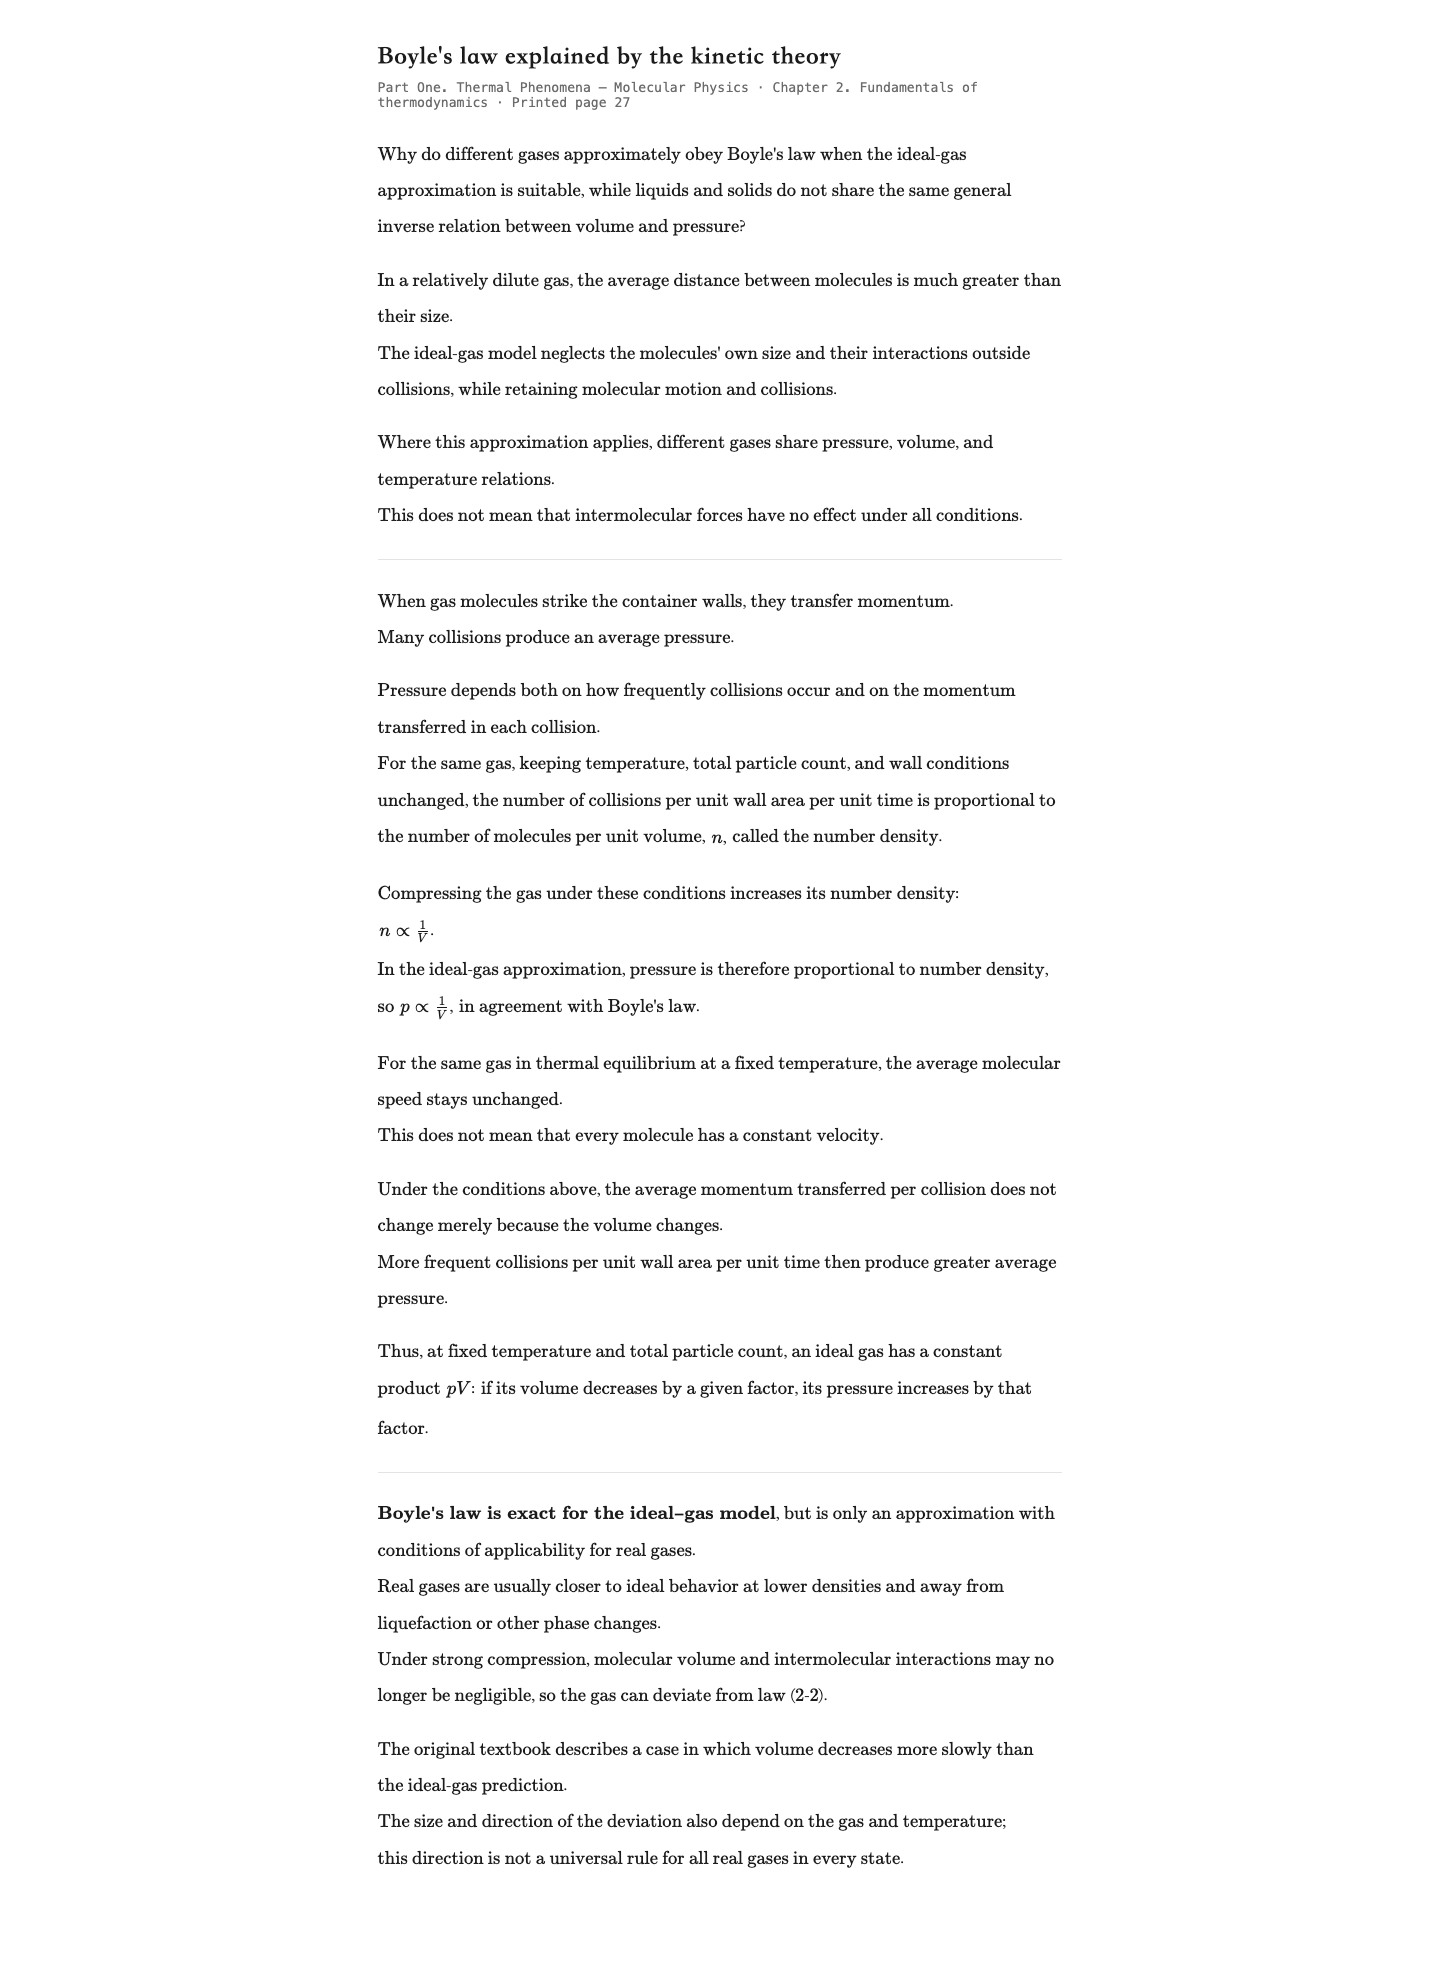 Boyle's law explained by the kinetic theory
Part One. Thermal Phenomena — Molecular Physics · Chapter 2. Fundamentals of
thermodynamics · Printed page 27
Why do different gases approximately obey Boyle's law when the ideal-gas
approximation is suitable, while liquids and solids do not share the same general
inverse relation between volume and pressure?
In a relatively dilute gas, the average distance between molecules is much greater than
their size.
The ideal-gas model neglects the molecules' own size and their interactions outside
collisions, while retaining molecular motion and collisions.
Where this approximation applies, different gases share pressure, volume, and
temperature relations.
This does not mean that intermolecular forces have no effect under all conditions.
When gas molecules strike the container walls, they transfer momentum.
Many collisions produce an average pressure.
Pressure depends both on how frequently collisions occur and on the momentum
transferred in each collision.
For the same gas, keeping temperature, total particle count, and wall conditions
unchanged, the number of collisions per unit wall area per unit time is proportional to
the number of molecules per unit volume, n, called the number density.
Compressing the gas under these conditions increases its number density:
n ∝ 1/V.
In the ideal-gas approximation, pressure is therefore proportional to number density,
so p ∝ 1/V, in agreement with Boyle's law.
For the same gas in thermal equilibrium at a fixed temperature, the average molecular
speed stays unchanged.
This does not mean that every molecule has a constant velocity.
Under the conditions above, the average momentum transferred per collision does not
change merely because the volume changes.
More frequent collisions per unit wall area per unit time then produce greater average
pressure.
Thus, at fixed temperature and total particle count, an ideal gas has a constant
product pV: if its volume decreases by a given factor, its pressure increases by that
factor.
Boyle's law is exact for the ideal-gas model, but is only an approximation with
conditions of applicability for real gases.
Real gases are usually closer to ideal behavior at lower densities and away from
liquefaction or other phase changes.
Under strong compression, molecular volume and intermolecular interactions may no
longer be negligible, so the gas can deviate from law (2-2).
The original textbook describes a case in which volume decreases more slowly than
the ideal-gas prediction.
The size and direction of the deviation also depend on the gas and temperature;
this direction is not a universal rule for all real gases in every state.